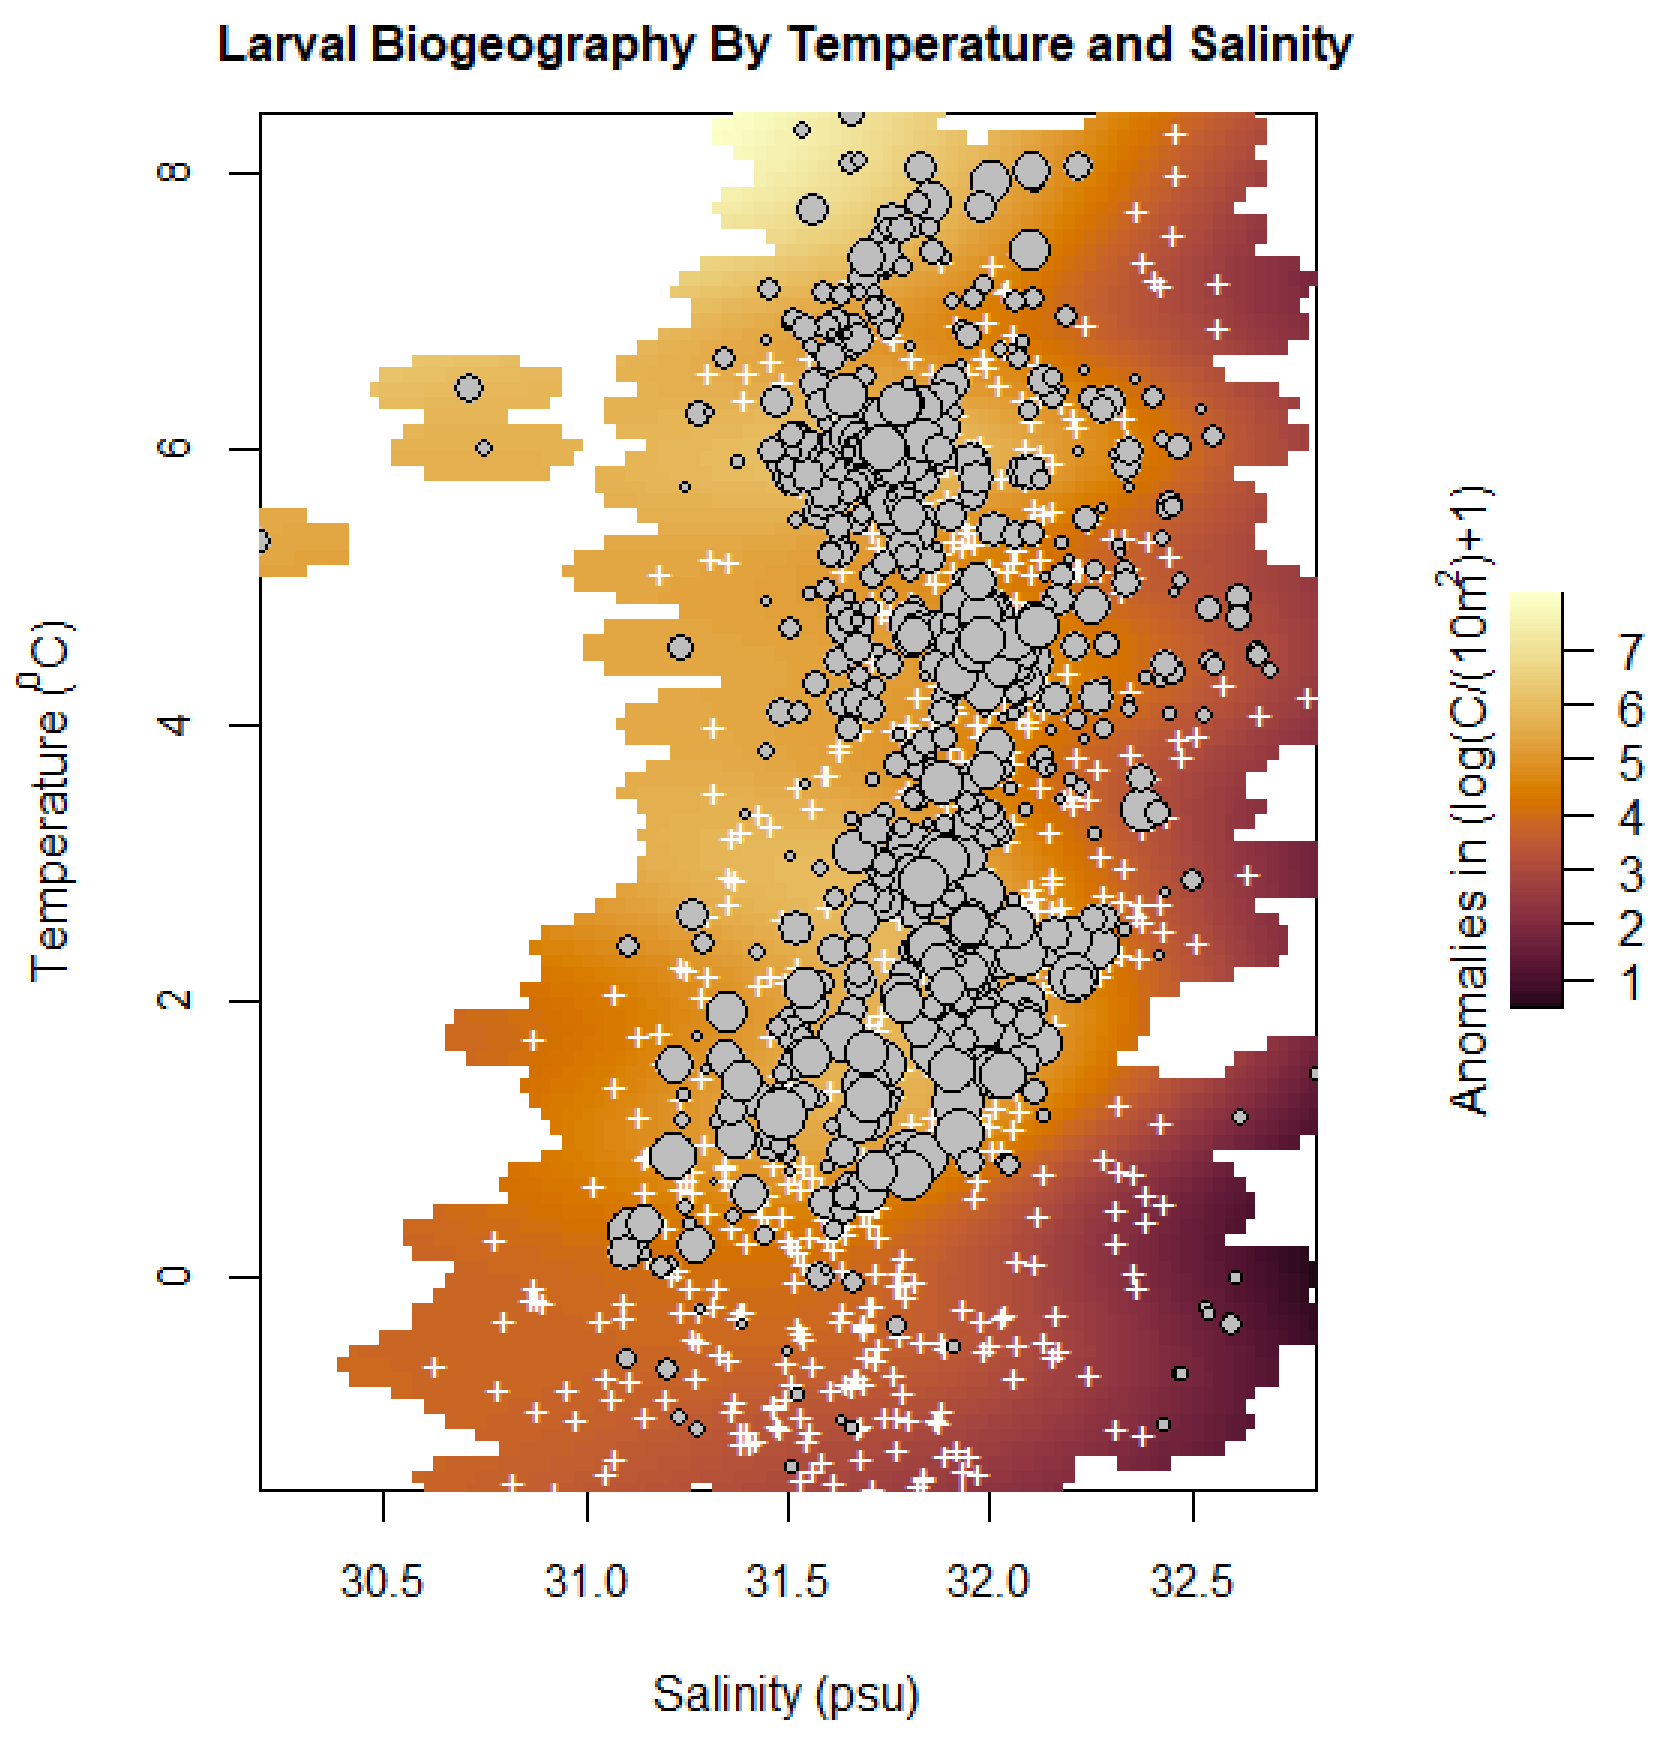 Larval Biogeography By Temperature and Salinity
8
6
4
2
0
Temperature (⁰C)
30.5 31.0 31.5 32.0 32.5
Salinity (psu)
Anomalies in (log(C/(10m²)+1)
7
6
5
4
3
2
1